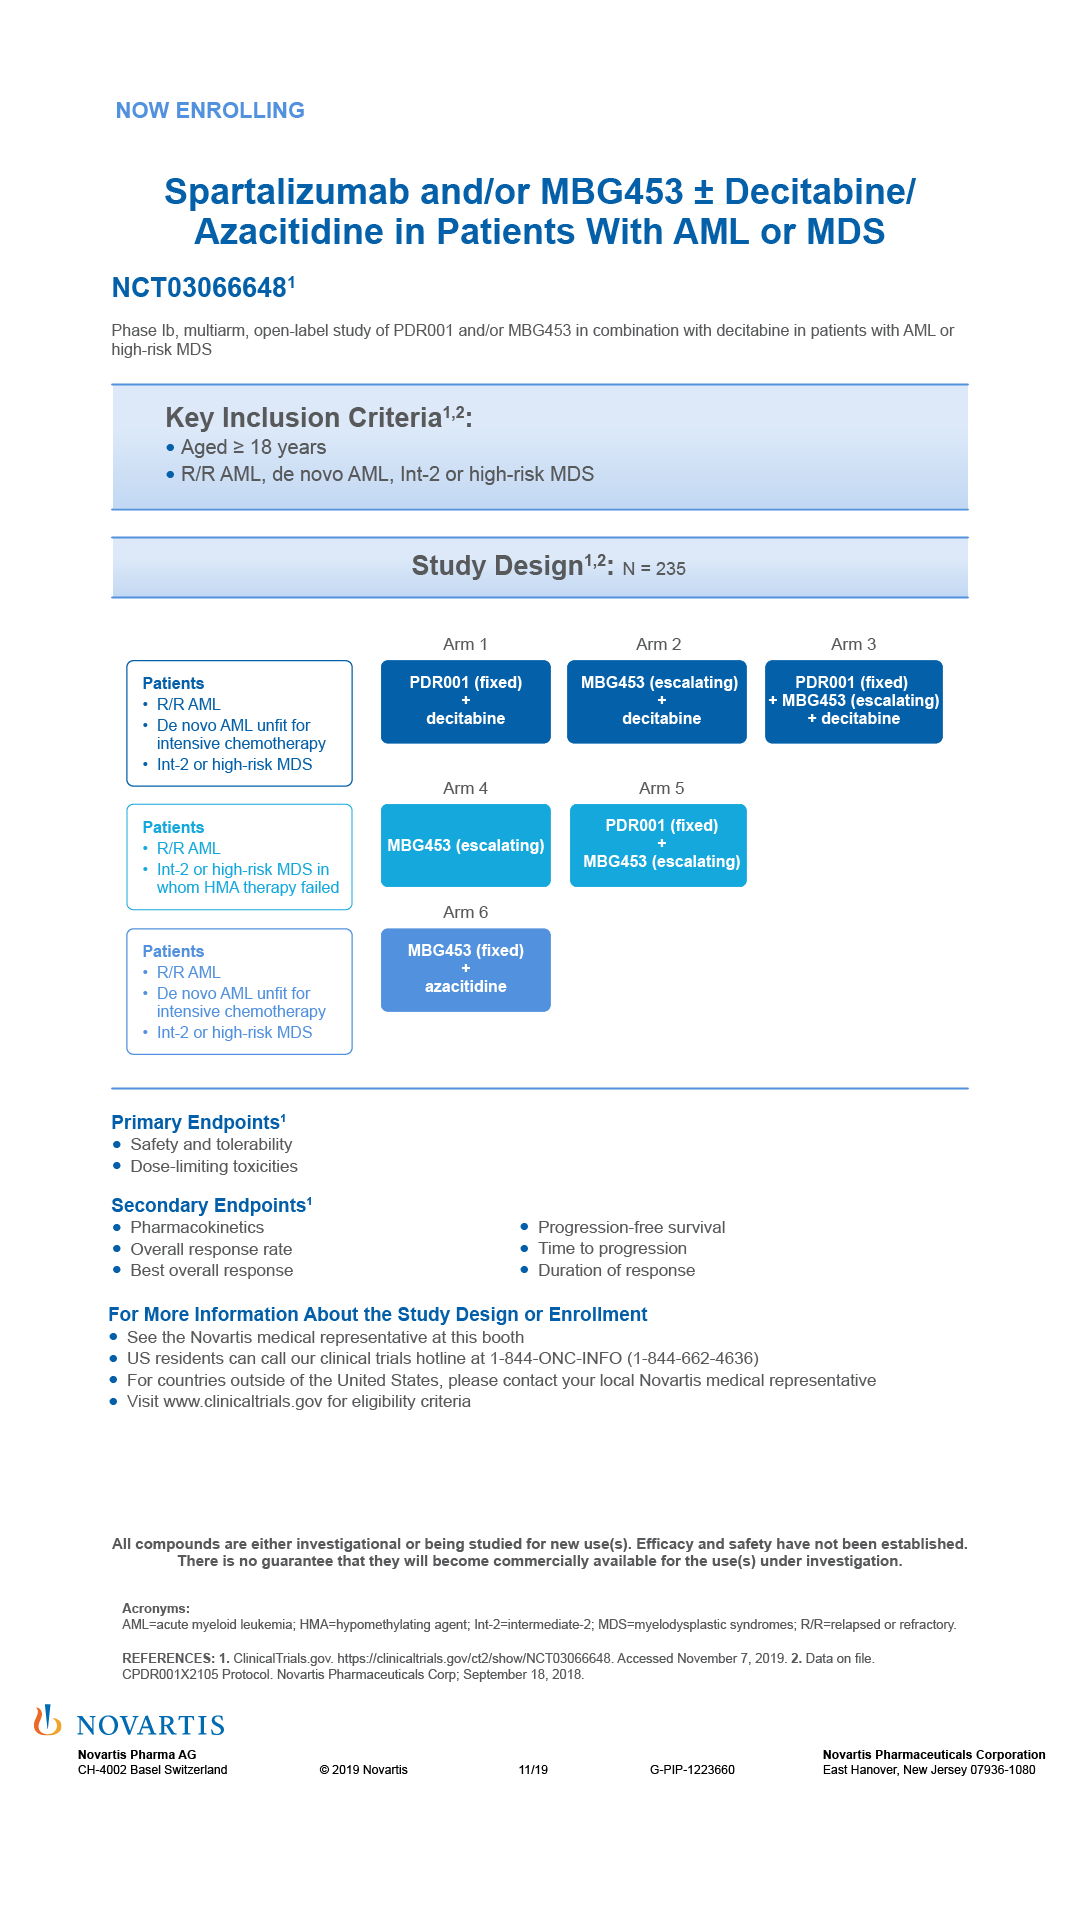 NOW ENROLLING
Spartalizumab and/or MBG453 ± Decitabine/
Azacitidine in Patients With AML or MDS
NCT03066648¹
Phase Ib, multiarm, open-label study of PDR001 and/or MBG453 in combination with decitabine in patients with AML or
high-risk MDS
Key Inclusion Criteria¹,²:
• Aged ≥ 18 years
• R/R AML, de novo AML, Int-2 or high-risk MDS
Study Design¹,²: N = 235
Arm 1 Arm 2 Arm 3
Patients
• R/R AML
• De novo AML unfit for
intensive chemotherapy
• Int-2 or high-risk MDS
PDR001 (fixed)
+
decitabine
MBG453 (escalating)
+
decitabine
PDR001 (fixed)
+ MBG453 (escalating)
+ decitabine
Arm 4 Arm 5
Patients
• R/R AML
• Int-2 or high-risk MDS in
whom HMA therapy failed
MBG453 (escalating)
PDR001 (fixed)
+
MBG453 (escalating)
Arm 6
Patients
• R/R AML
• De novo AML unfit for
intensive chemotherapy
• Int-2 or high-risk MDS
MBG453 (fixed)
+
azacitidine
Primary Endpoints¹
• Safety and tolerability
• Dose-limiting toxicities
Secondary Endpoints¹
• Pharmacokinetics
• Overall response rate
• Best overall response
• Progression-free survival
• Time to progression
• Duration of response
For More Information About the Study Design or Enrollment
• See the Novartis medical representative at this booth
• US residents can call our clinical trials hotline at 1-844-ONC-INFO (1-844-662-4636)
• For countries outside of the United States, please contact your local Novartis medical representative
• Visit www.clinicaltrials.gov for eligibility criteria
All compounds are either investigational or being studied for new use(s). Efficacy and safety have not been established.
There is no guarantee that they will become commercially available for the use(s) under investigation.
Acronyms:
AML=acute myeloid leukemia; HMA=hypomethylating agent; Int-2=intermediate-2; MDS=myelodysplastic syndromes; R/R=relapsed or refractory.
REFERENCES: 1. ClinicalTrials.gov. https://clinicaltrials.gov/ct2/show/NCT03066648. Accessed November 7, 2019. 2. Data on file.
CPDR001X2105 Protocol. Novartis Pharmaceuticals Corp; September 18, 2018.
NOVARTIS
Novartis Pharma AG
CH-4002 Basel Switzerland
© 2019 Novartis
11/19
G-PIP-1223660
Novartis Pharmaceuticals Corporation
East Hanover, New Jersey 07936-1080